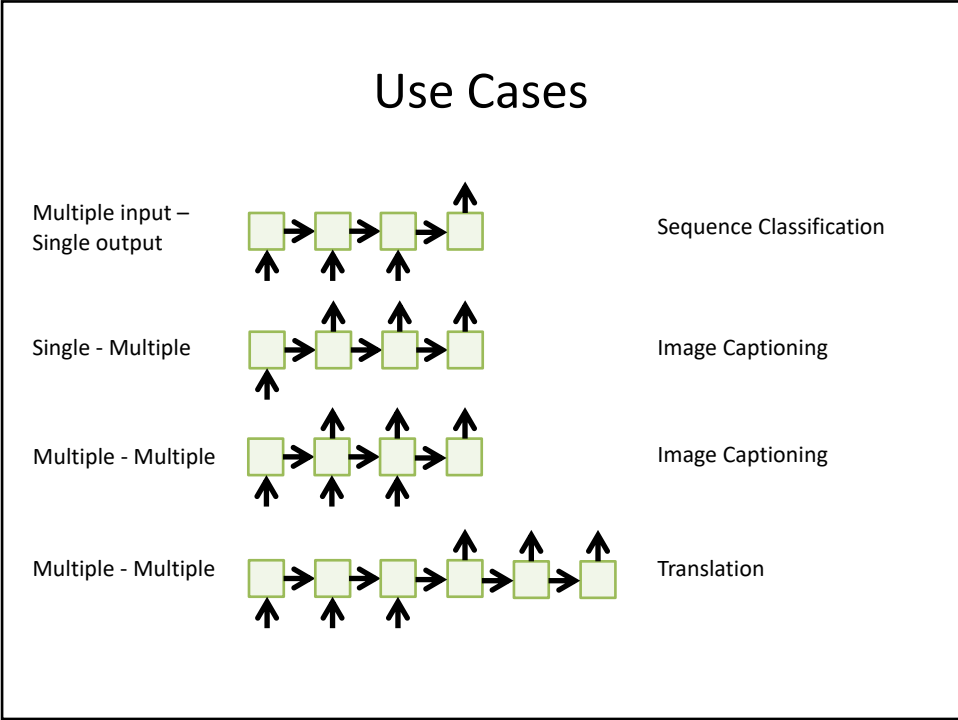 Use Cases
Multiple input –
Single output
Sequence Classification
Single - Multiple
Image Captioning
Multiple - Multiple
Image Captioning
Multiple - Multiple
Translation